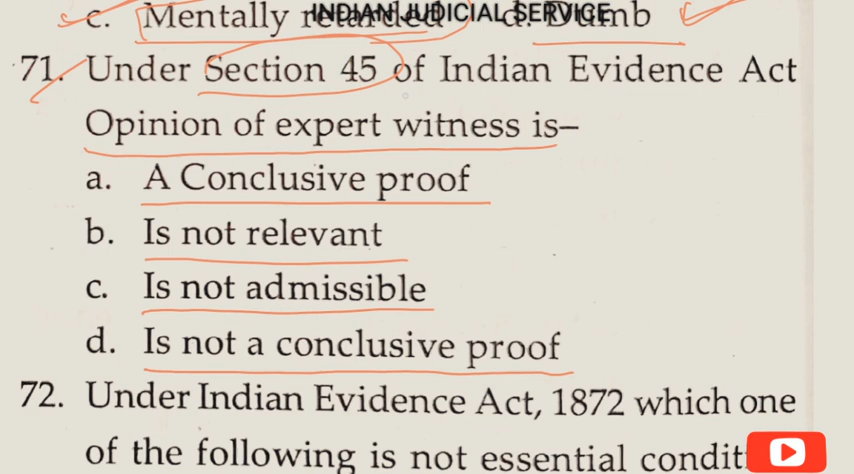 c. Mentally retarded d. Dumb
INDIAN JUDICIAL SERVICE
71. Under Section 45 of Indian Evidence Act
Opinion of expert witness is–
a. A Conclusive proof
b. Is not relevant
c. Is not admissible
d. Is not a conclusive proof
72. Under Indian Evidence Act, 1872 which one
of the following is not essential condit